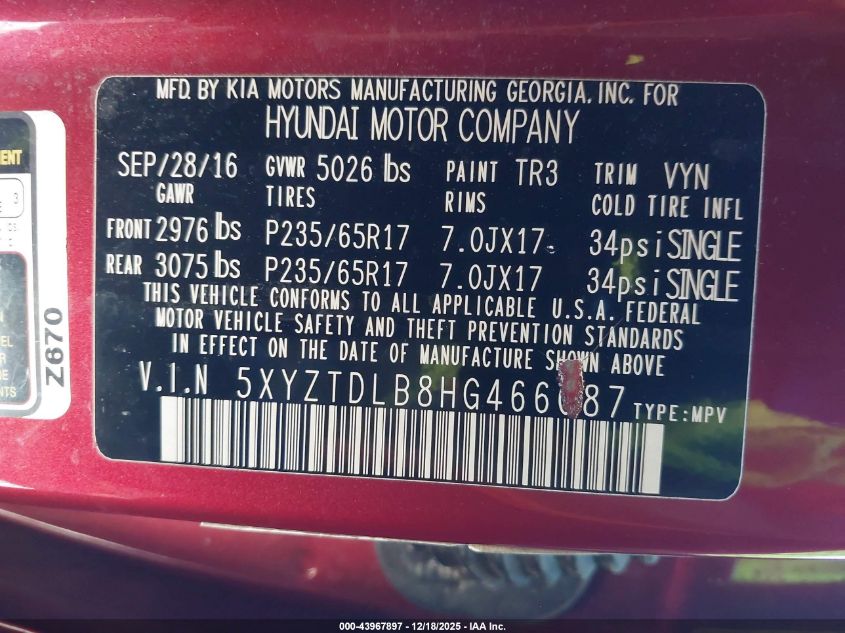 MFD. BY KIA MOTORS MANUFACTURING GEORGIA, INC. FOR
HYUNDAI MOTOR COMPANY
SEP/28/16 GVWR 5026 lbs PAINT TR3 TRIM VYN
GAWR TIRES RIMS COLD TIRE INFL
FRONT 2976 lbs P235/65R17 7.0JX17 34psi SINGLE
REAR 3075 lbs P235/65R17 7.0JX17 34psi SINGLE
THIS VEHICLE CONFORMS TO ALL APPLICABLE U.S.A. FEDERAL
MOTOR VEHICLE SAFETY AND THEFT PREVENTION STANDARDS
IN EFFECT ON THE DATE OF MANUFACTURE SHOWN ABOVE
V.I.N 5XYZTDLB8HG466087 TYPE:MPV
Z670
000-43967897 - 12/18/2025 - IAA Inc.